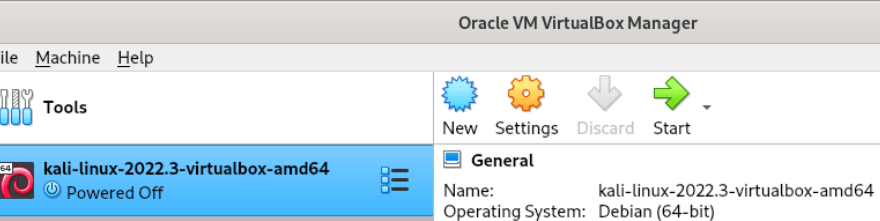 Oracle VM VirtualBox Manager
ile Machine Help
Tools
New Settings Discard Start
64 kali-linux-2022.3-virtualbox-amd64
Powered Off
General
Name: kali-linux-2022.3-virtualbox-amd64
Operating System: Debian (64-bit)